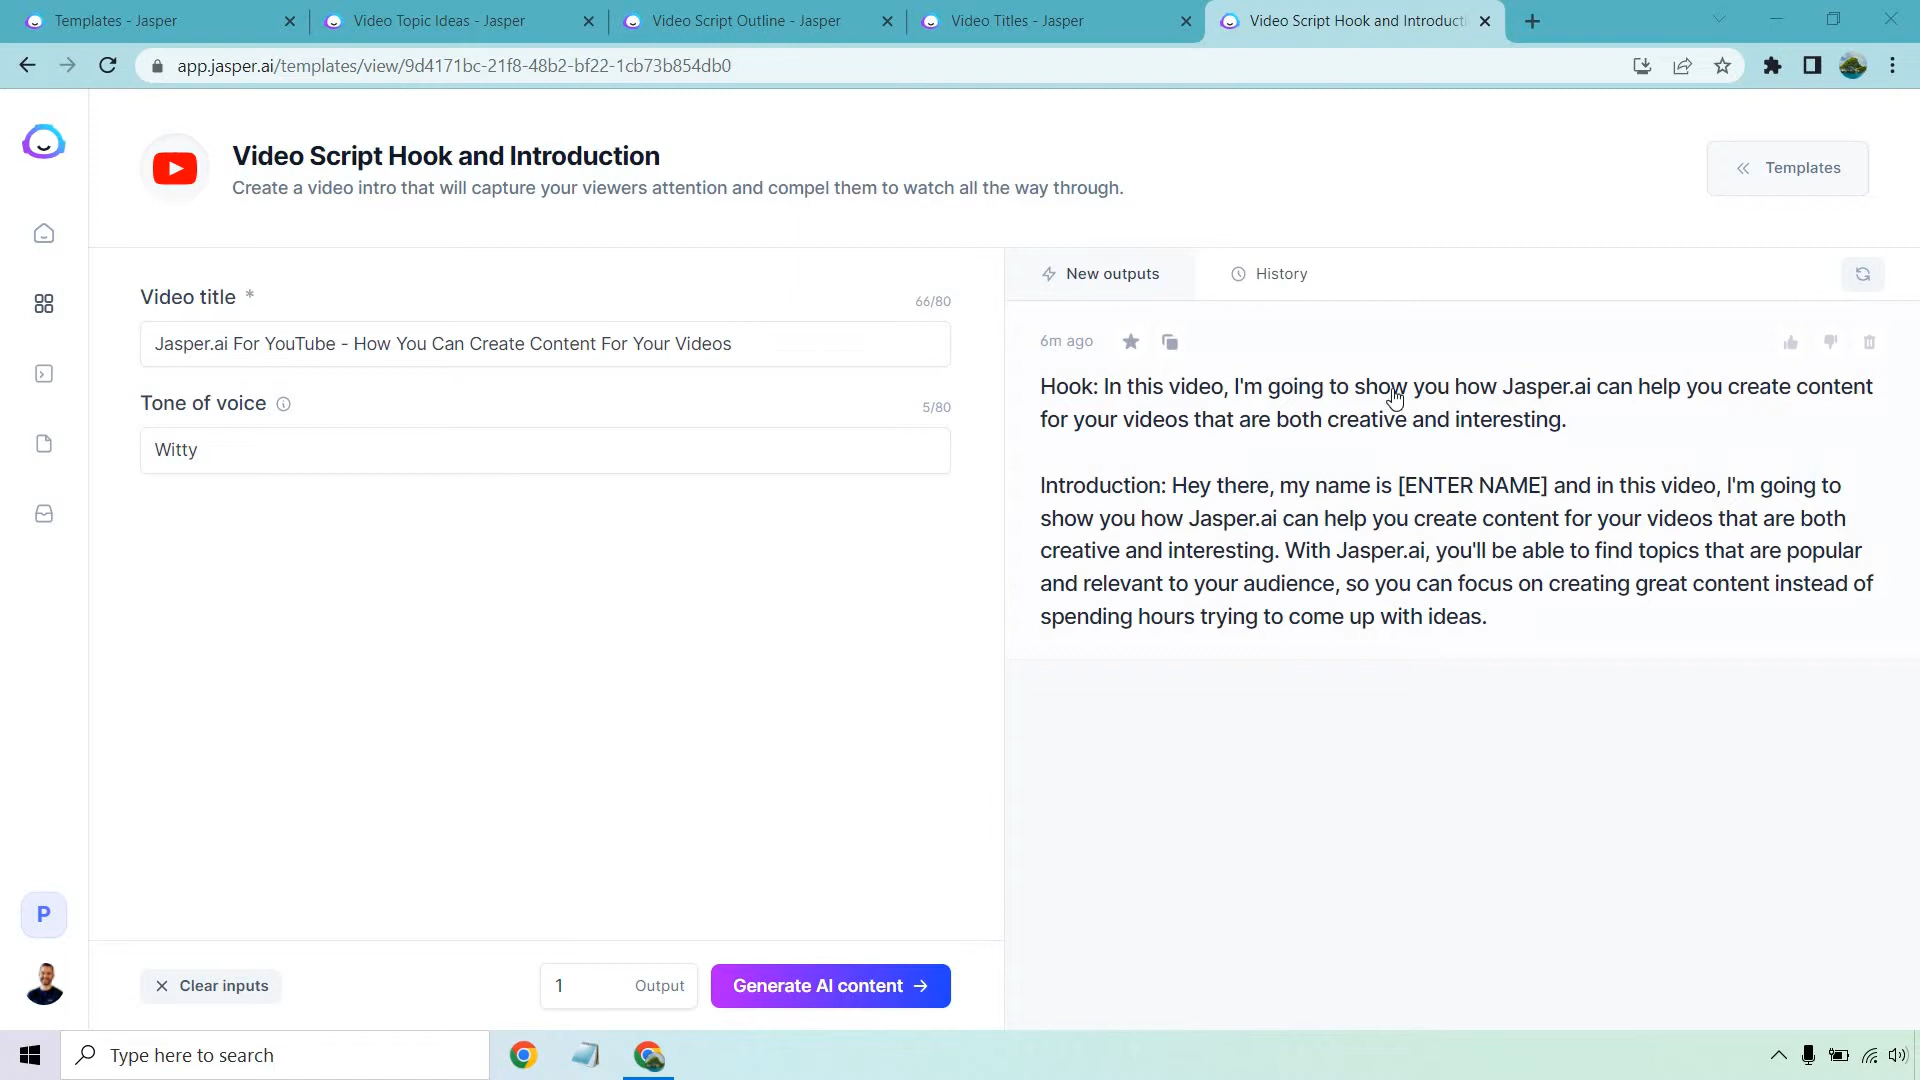 Templates - Jasper
Video Topic Ideas - Jasper
Video Script Outline - Jasper
Video Titles - Jasper
Video Script Hook and Introducti
app.jasper.ai/templates/view/9d4171bc-21f8-48b2-bf22-1cb73b854db0
Video Script Hook and Introduction
Create a video intro that will capture your viewers attention and compel them to watch all the way through.
Templates
Video title *
66/80
Jasper.ai For YouTube - How You Can Create Content For Your Videos
Tone of voice
5/80
Witty
New outputs
History
6m ago
Hook: In this video, I'm going to show you how Jasper.ai can help you create content
for your videos that are both creative and interesting.
Introduction: Hey there, my name is [ENTER NAME] and in this video, I'm going to
show you how Jasper.ai can help you create content for your videos that are both
creative and interesting. With Jasper.ai, you'll be able to find topics that are popular
and relevant to your audience, so you can focus on creating great content instead of
spending hours trying to come up with ideas.
P
Clear inputs
1 Output
Generate AI content
Type here to search